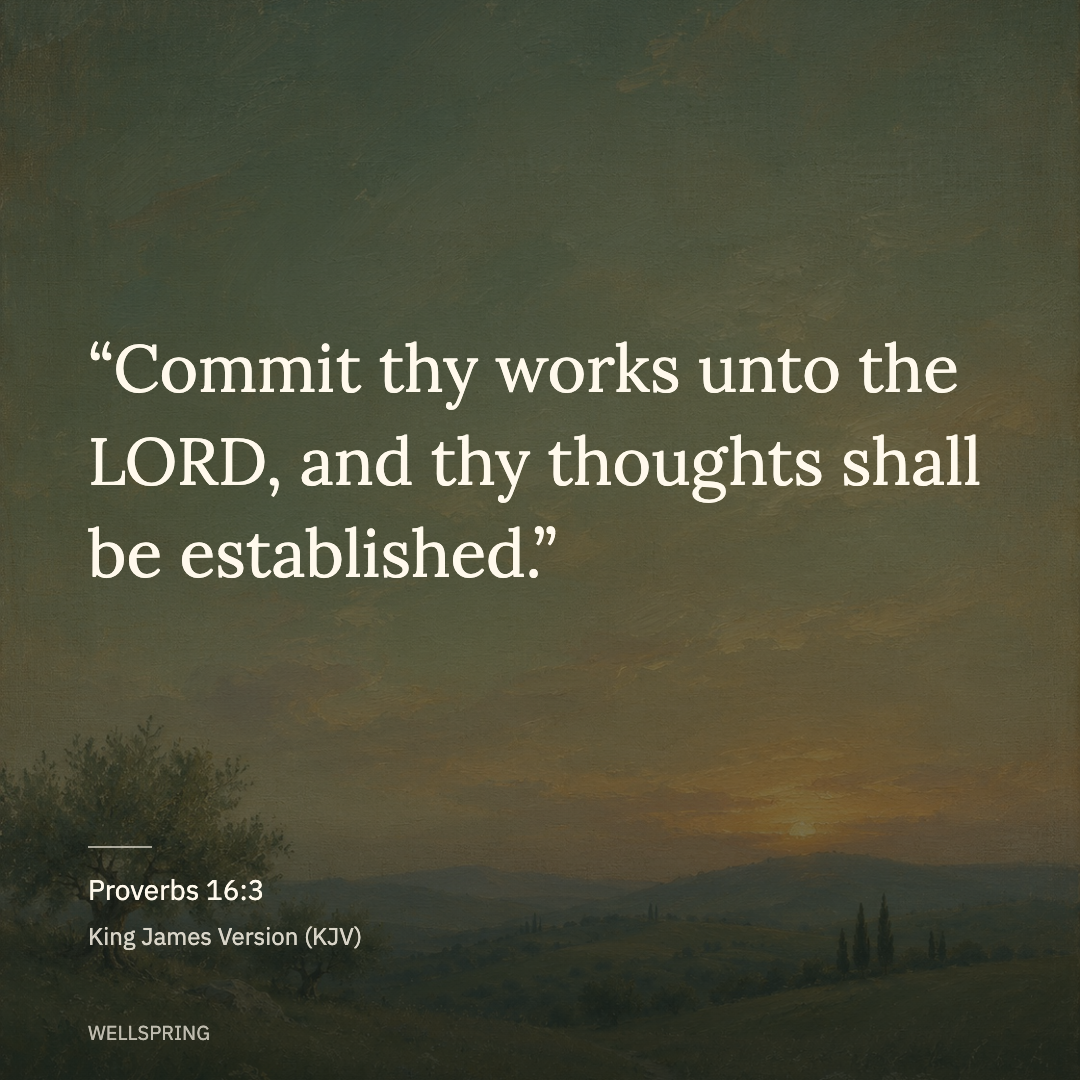 “Commit thy works unto the
LORD, and thy thoughts shall
be established.”
Proverbs 16:3
King James Version (KJV)
WELLSPRING